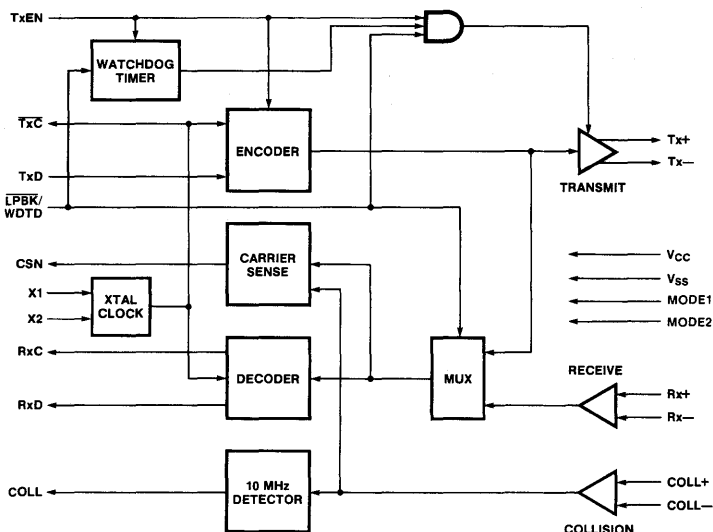 TxEN
WATCHDOG
TIMER
TxC
ENCODER
Tx+
Tx—
TxD
TRANSMIT
LPBK/
WDTD
CSN
CARRIER
SENSE
VCC
VSS
X1
XTAL
CLOCK
MODE1
X2
MODE2
RxC
DECODER
MUX
RECEIVE
Rx+
RxD
Rx—
COLL
10 MHz
DETECTOR
COLL+
COLL—
COLLISION